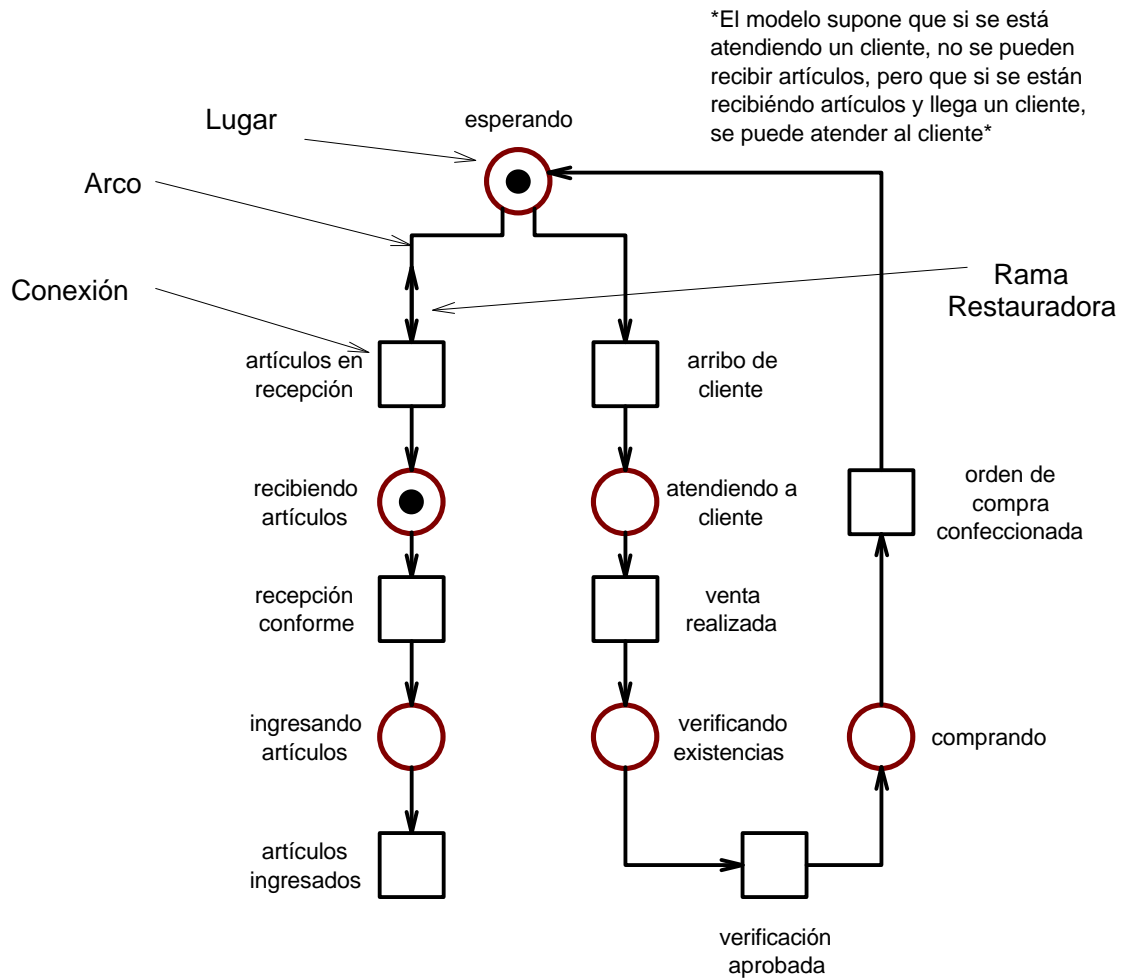 *El modelo supone que si se está
atendiendo un cliente, no se pueden
recibir artículos, pero que si se están
recibiéndo artículos y llega un cliente,
se puede atender al cliente*
Lugar
esperando
Arco
Conexión
Rama
Restauradora
artículos en
recepción
arribo de
cliente
recibiendo
artículos
atendiendo a
cliente
orden de
compra
confeccionada
recepción
conforme
venta
realizada
ingresando
artículos
verificando
existencias
comprando
artículos
ingresados
verificación
aprobada